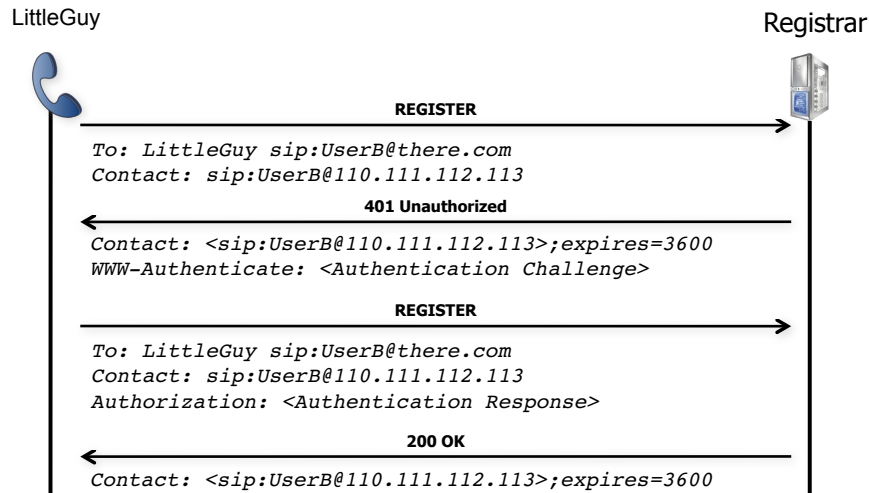 LittleGuy
Registrar
REGISTER
To: LittleGuy sip:UserB@there.com
Contact: sip:UserB@110.111.112.113
401 Unauthorized
Contact: <sip:UserB@110.111.112.113>;expires=3600
WWW-Authenticate: <Authentication Challenge>
REGISTER
To: LittleGuy sip:UserB@there.com
Contact: sip:UserB@110.111.112.113
Authorization: <Authentication Response>
200 OK
Contact: <sip:UserB@110.111.112.113>;expires=3600